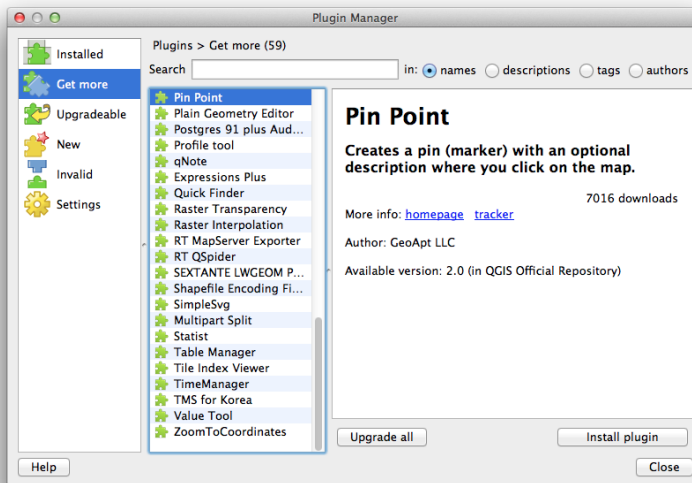 Plugin Manager
Installed
Get more
Upgradeable
New
Invalid
Settings
Plugins > Get more (59)
Search in: names descriptions tags authors
Pin Point
Plain Geometry Editor
Postgres 91 plus Aud...
Profile tool
qNote
Expressions Plus
Quick Finder
Raster Transparency
Raster Interpolation
RT MapServer Exporter
RT QSpider
SEXTANTE LWGEOM P...
Shapefile Encoding Fi...
SimpleSvg
Multipart Split
Statist
Table Manager
Tile Index Viewer
TimeManager
TMS for Korea
Value Tool
ZoomToCoordinates
Pin Point
Creates a pin (marker) with an optional
description where you click on the map.
7016 downloads
More info: homepage tracker
Author: GeoApt LLC
Available version: 2.0 (in QGIS Official Repository)
Upgrade all Install plugin
Help Close